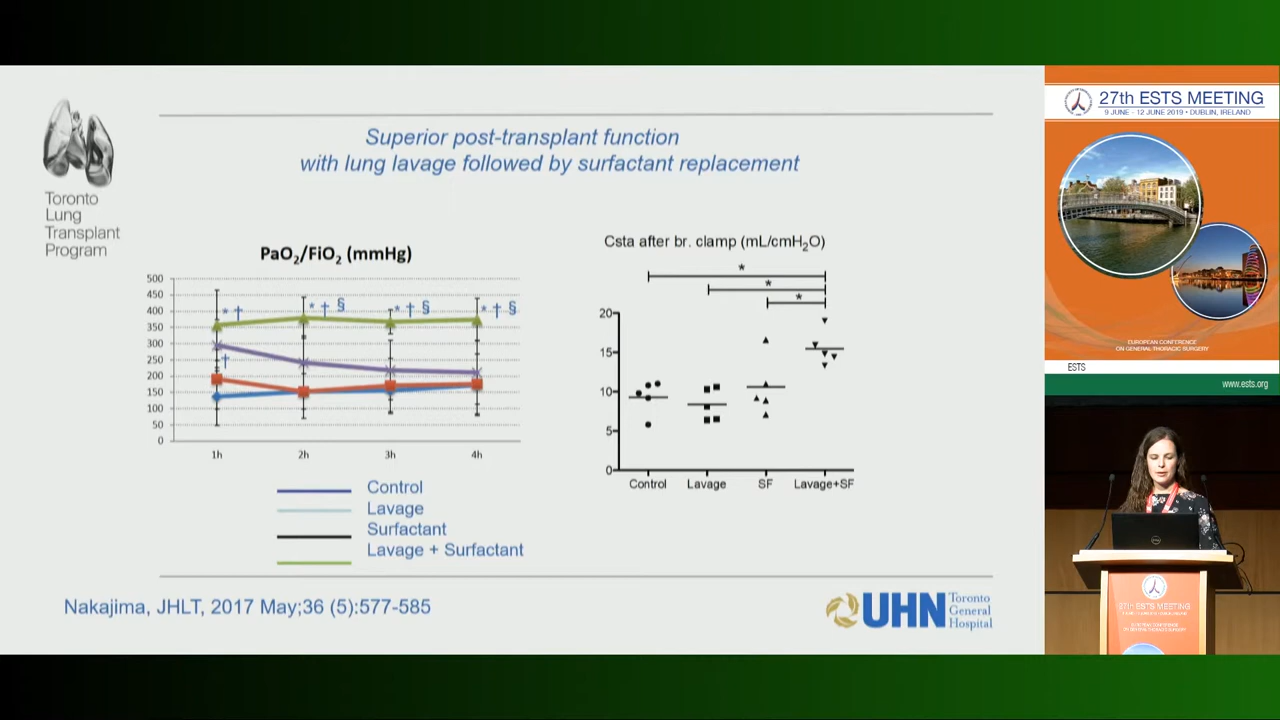 Toronto
Lung
Transplant
Program
Superior post-transplant function
with lung lavage followed by surfactant replacement
PaO2/FiO2 (mmHg)
500
450
400
350
300
250
200
150
100
50
0
* †
* † §
* † §
* † §
†
1h
2h
3h
4h
Control
Lavage
Surfactant
Lavage + Surfactant
Csta after br. clamp (mL/cmH2O)
*
*
*
20
15
10
5
0
Control
Lavage
SF
Lavage+SF
Nakajima, JHLT, 2017 May;36 (5):577-585
UHN
Toronto
General
Hospital
27th ESTS MEETING
9 JUNE - 12 JUNE 2019 • DUBLIN, IRELAND
EUROPEAN CONFERENCE
ON GENERAL THORACIC SURGERY
ESTS
www.ests.org
27th ESTS MEETING